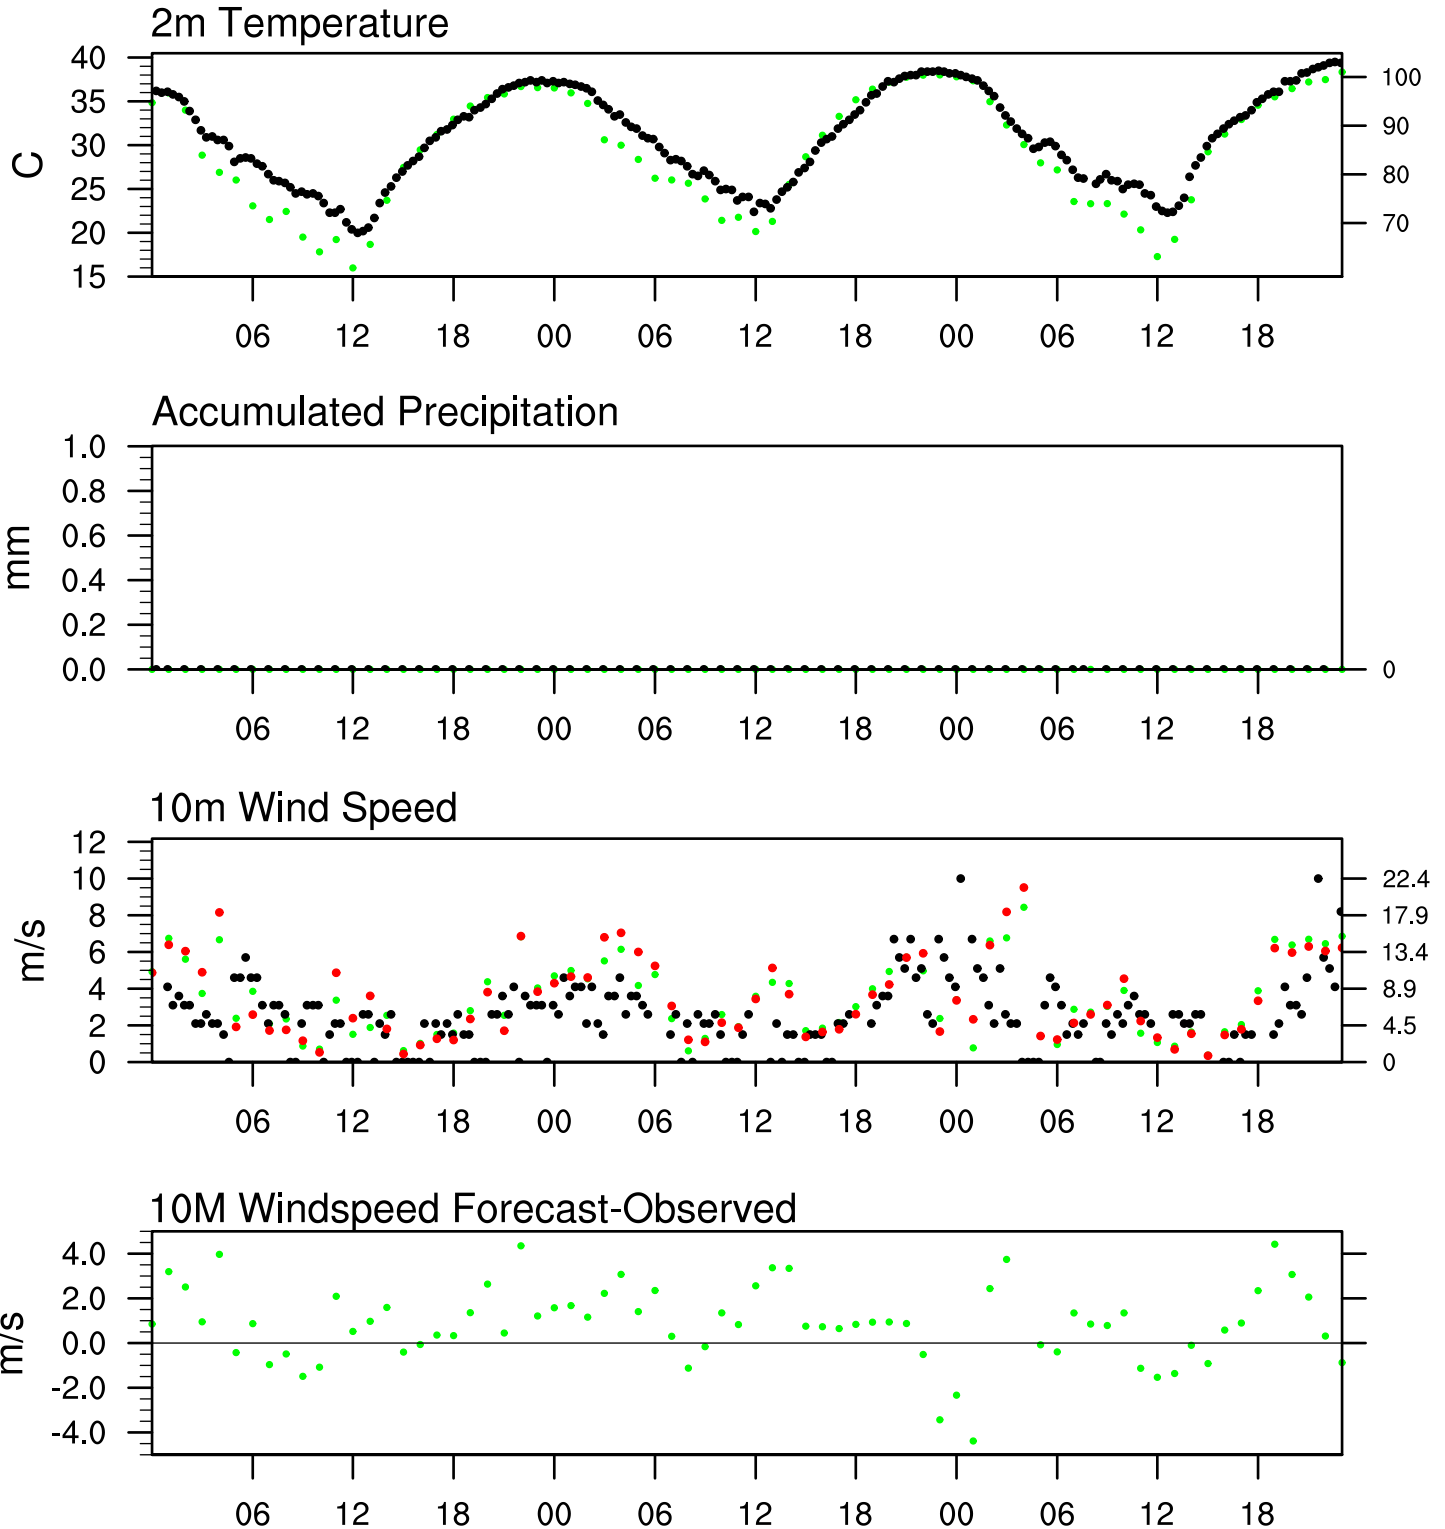 2m Temperature
40
35
30
25
20
15
C
100
90
80
70
06 12 18 00 06 12 18 00 06 12 18
Accumulated Precipitation
1.0
0.8
0.6
0.4
0.2
0.0
mm
0
06 12 18 00 06 12 18 00 06 12 18
10m Wind Speed
12
10
8
6
4
2
0
m/s
22.4
17.9
13.4
8.9
4.5
0
06 12 18 00 06 12 18 00 06 12 18
10M Windspeed Forecast-Observed
4.0
2.0
0.0
-2.0
-4.0
m/s
06 12 18 00 06 12 18 00 06 12 18